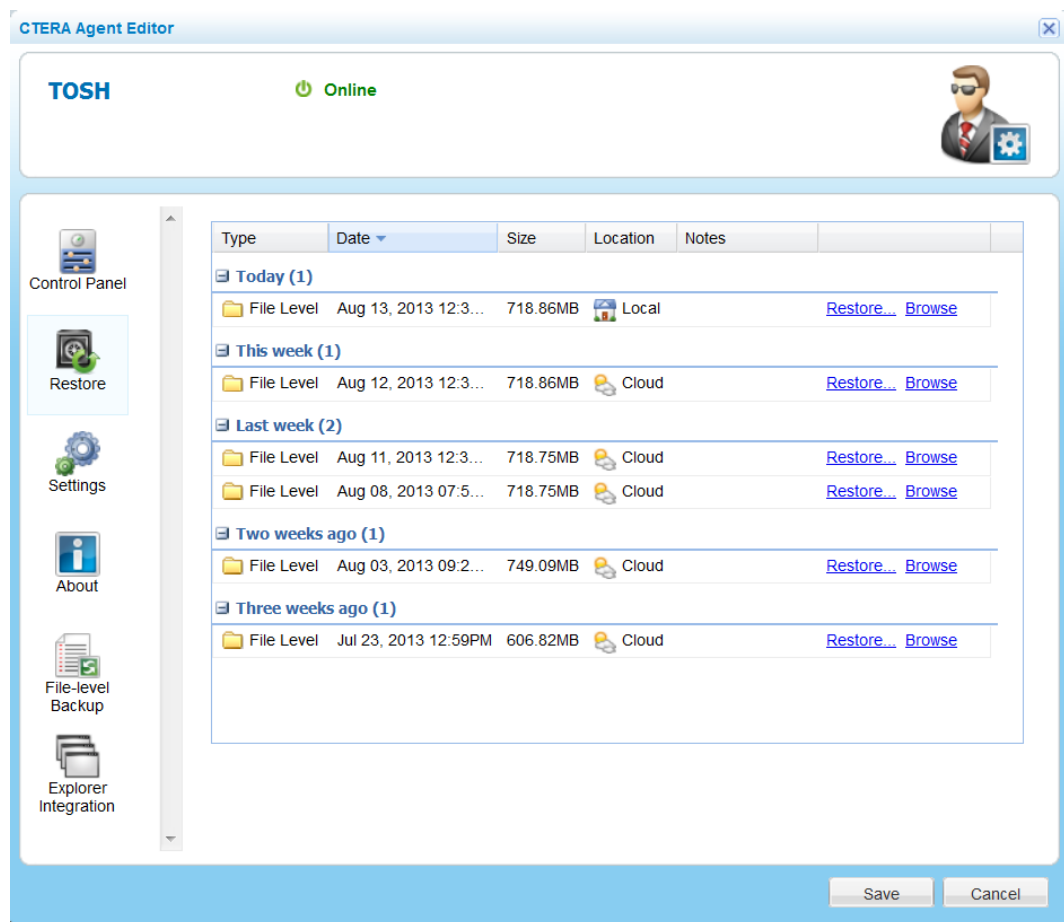 CTERA Agent Editor
TOSH
Online
Control Panel
Restore
Settings
About
File-level
Backup
Explorer
Integration
Type Date Size Location Notes
Today (1)
File Level Aug 13, 2013 12:3... 718.86MB Local Restore... Browse
This week (1)
File Level Aug 12, 2013 12:3... 718.86MB Cloud Restore... Browse
Last week (2)
File Level Aug 11, 2013 12:3... 718.75MB Cloud Restore... Browse
File Level Aug 08, 2013 07:5... 718.75MB Cloud Restore... Browse
Two weeks ago (1)
File Level Aug 03, 2013 09:2... 749.09MB Cloud Restore... Browse
Three weeks ago (1)
File Level Jul 23, 2013 12:59PM 606.82MB Cloud Restore... Browse
Save Cancel